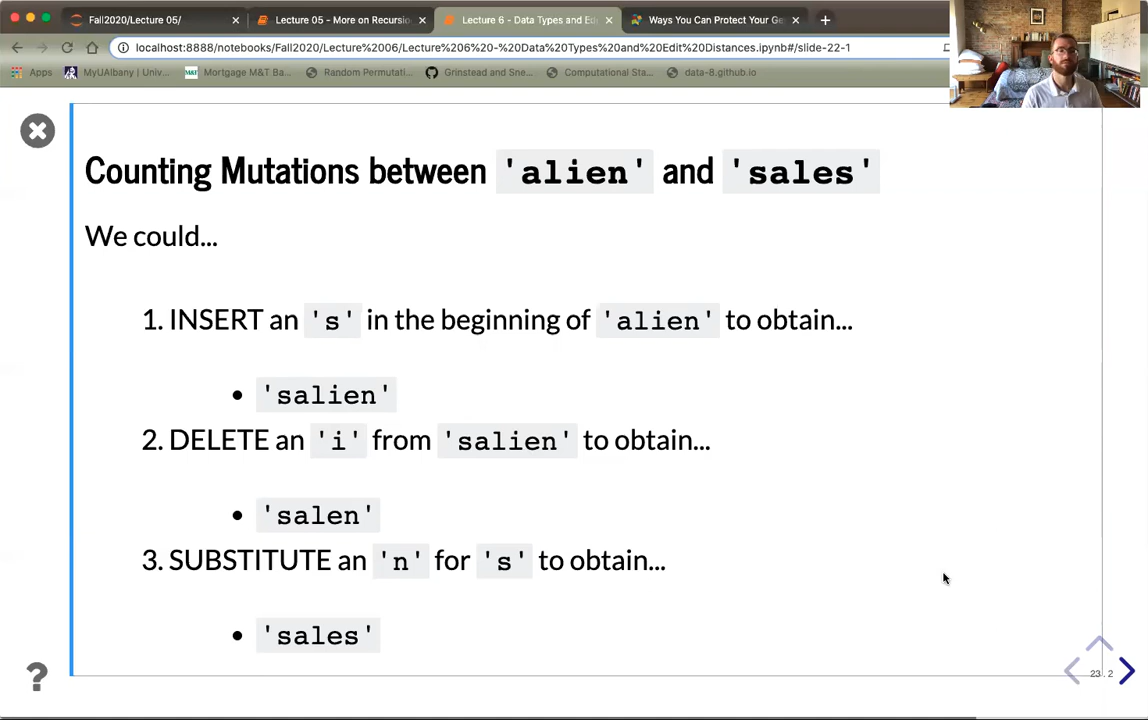 Fall2020/Lecture 05/
Lecture 05 - More on Recursio
Lecture 6 - Data Types and Ed
Ways You Can Protect Your Ge
localhost:8888/notebooks/Fall2020/Lecture%2006/Lecture%206%20-%20Data%20Types%20and%20Edit%20Distances.ipynb#/slide-22-1
Apps
MyUAlbany | Univ...
Mortgage M&T Ba...
Random Permutati...
Grinstead and Sne...
Computational Sta...
data-8.github.io
Counting Mutations between 'alien' and 'sales'
We could...
1. INSERT an 's' in the beginning of 'alien' to obtain...
• 'salien'
2. DELETE an 'i' from 'salien' to obtain...
• 'salen'
3. SUBSTITUTE an 'n' for 's' to obtain...
• 'sales'
?
23.2